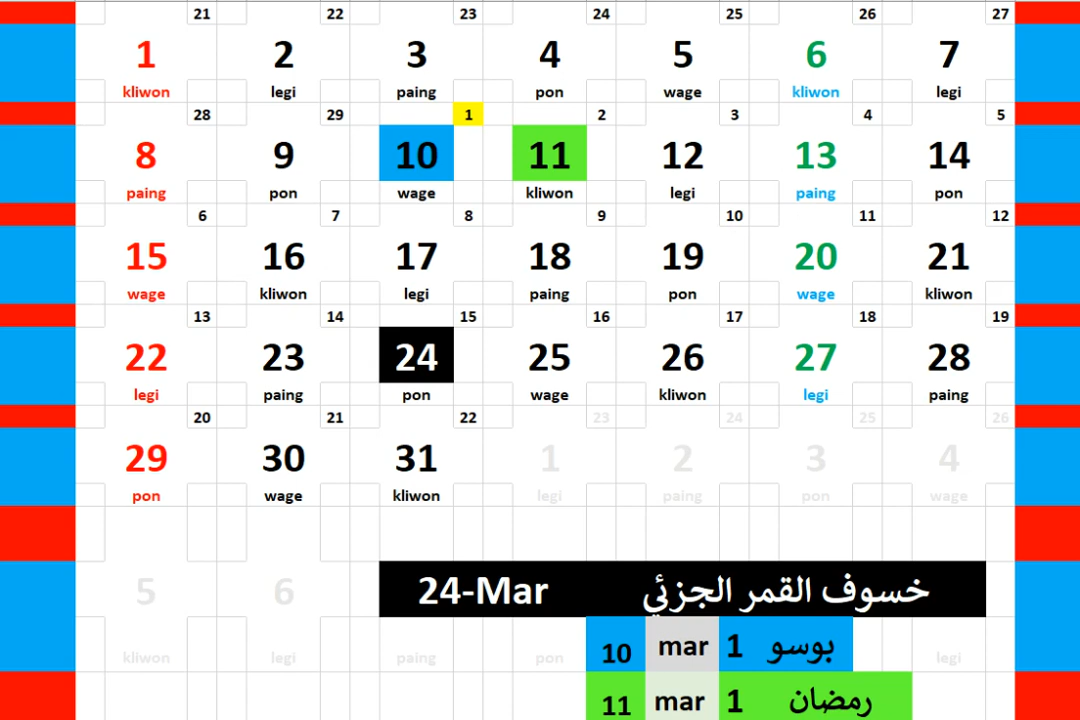 21 22 23 24 25 26 27
1 2 3 4 5 6 7
kliwon legi paing pon wage kliwon legi
28 29 1 2 3 4 5
8 9 10 11 12 13 14
paing pon wage kliwon legi paing pon
6 7 8 9 10 11 12
15 16 17 18 19 20 21
wage kliwon legi paing pon wage kliwon
13 14 15 16 17 18 19
22 23 24 25 26 27 28
legi paing pon wage kliwon legi paing
20 21 22 23 24 25 26
29 30 31 1 2 3 4
pon wage kliwon legi paing pon wage
5 6 24-Mar خسوف القمر الجزئي
10 mar 1 بوسو
kliwon legi paing pon legi
11 mar 1 رمضان